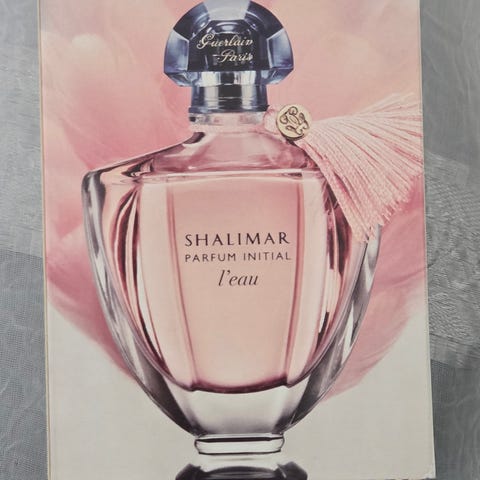 Guerlain
Paris
SHALIMAR
PARFUM INITIAL
l'eau